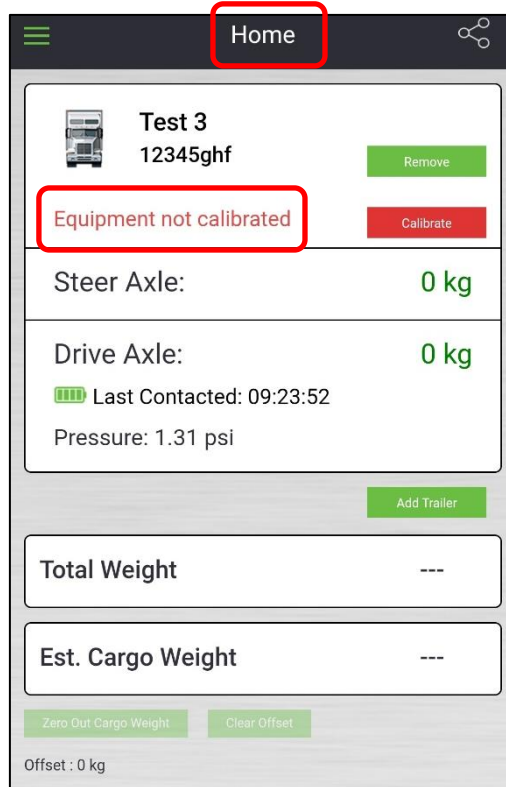 Home
Test 3
12345ghf
Remove
Equipment not calibrated
Calibrate
Steer Axle: 0 kg
Drive Axle: 0 kg
Last Contacted: 09:23:52
Pressure: 1.31 psi
Add Trailer
Total Weight ---
Est. Cargo Weight ---
Zero Out Cargo Weight Clear Offset
Offset : 0 kg